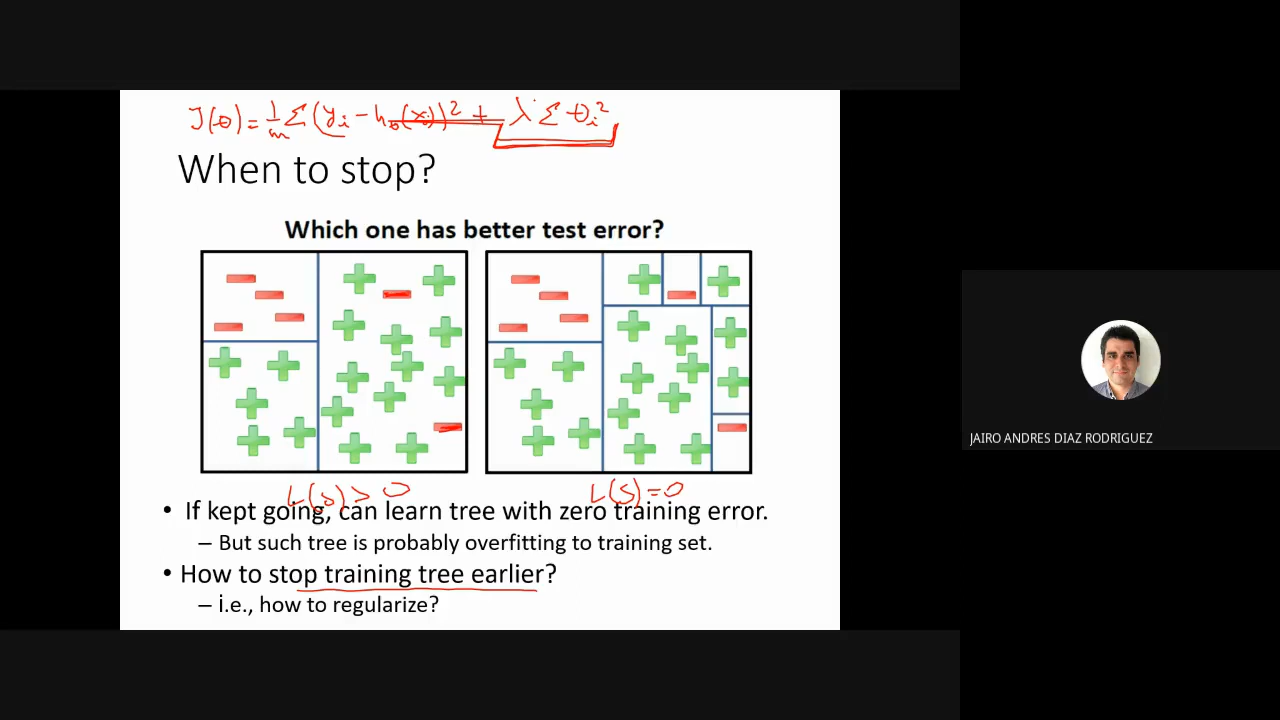 J(θ) = 1/m Σ (yi - hθ(xi))² + λ Σ θi²
When to stop?
Which one has better test error?
L(S) > 0
L(S) = 0
• If kept going, can learn tree with zero training error.
– But such tree is probably overfitting to training set.
• How to stop training tree earlier?
– İ.e., how to regularize?
JAIRO ANDRES DIAZ RODRIGUEZ